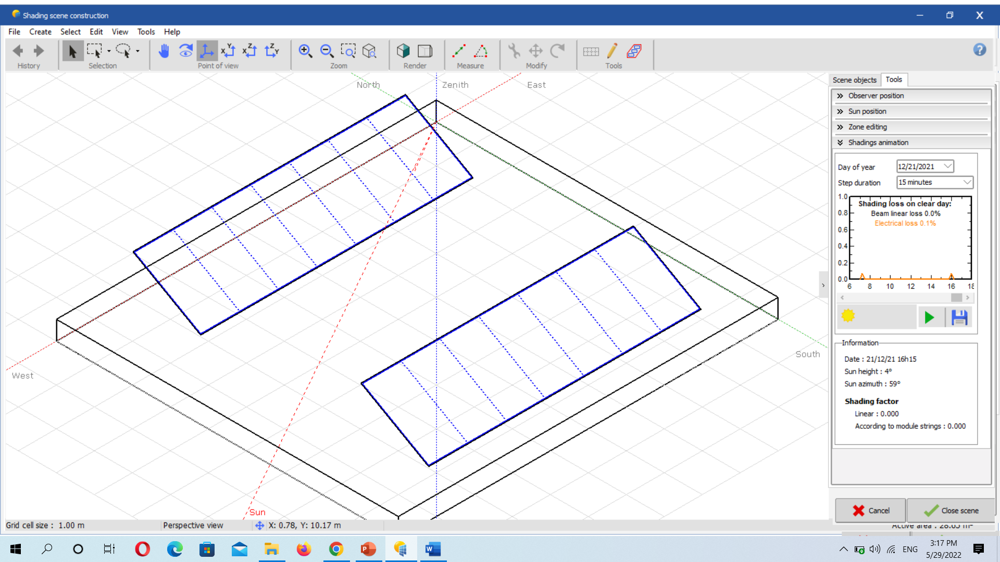 Shading scene construction
File Create Select Edit View Tools Help
History Selection Point of view Zoom Render Measure Modify Tools
North Zenith East
West
South
Sun
Scene objects Tools
Observer position
Sun position
Zone editing
Shadings animation
Day of year 12/21/2021
Step duration 15 minutes
Shading loss on clear day:
Beam linear loss 0.0%
Electrical loss 0.1%
1.0
0.8
0.6
0.4
0.2
0.0
6 8 10 12 14 16 18
Information
Date : 21/12/21 16h15
Sun height : 4°
Sun azimuth : 59°
Shading factor
Linear : 0.000
According to module strings : 0.000
Cancel Close scene
Grid cell size : 1.00 m Perspective view X: 0.78, Y: 10.17 m
Active area : 28.65 m²
ENG
3:17 PM
5/29/2022